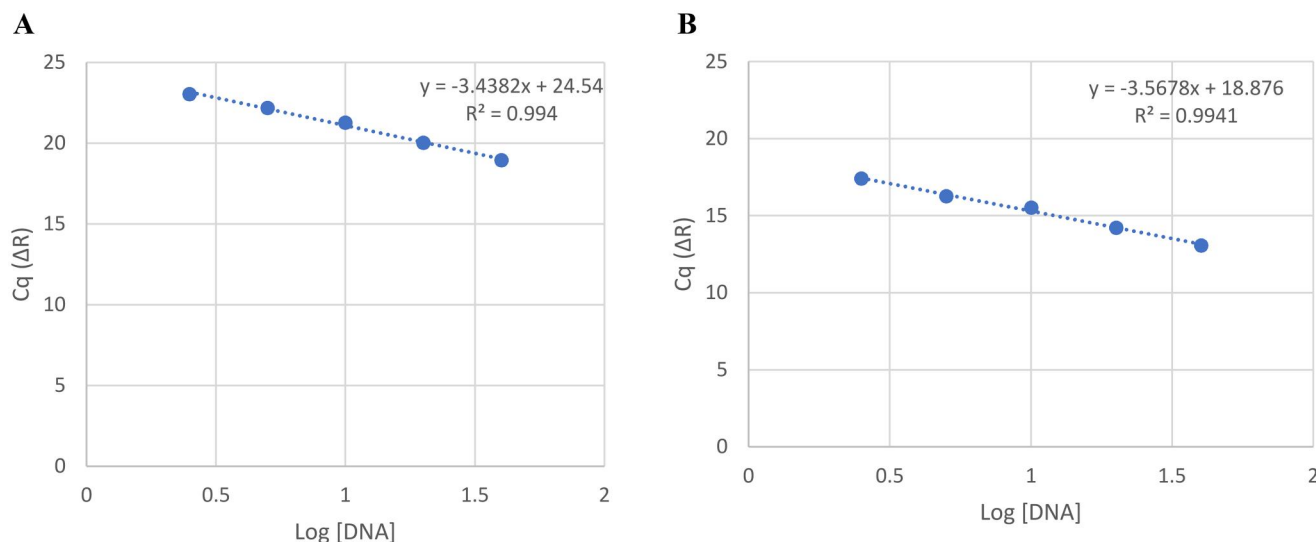 A
25
20
15
10
5
0
y = -3.4382x + 24.54
R² = 0.994
Cq (ΔR)
0 0.5 1 1.5 2
Log [DNA]
B
25
20
15
10
5
0
y = -3.5678x + 18.876
R² = 0.9941
Cq (ΔR)
0 0.5 1 1.5 2
Log [DNA]